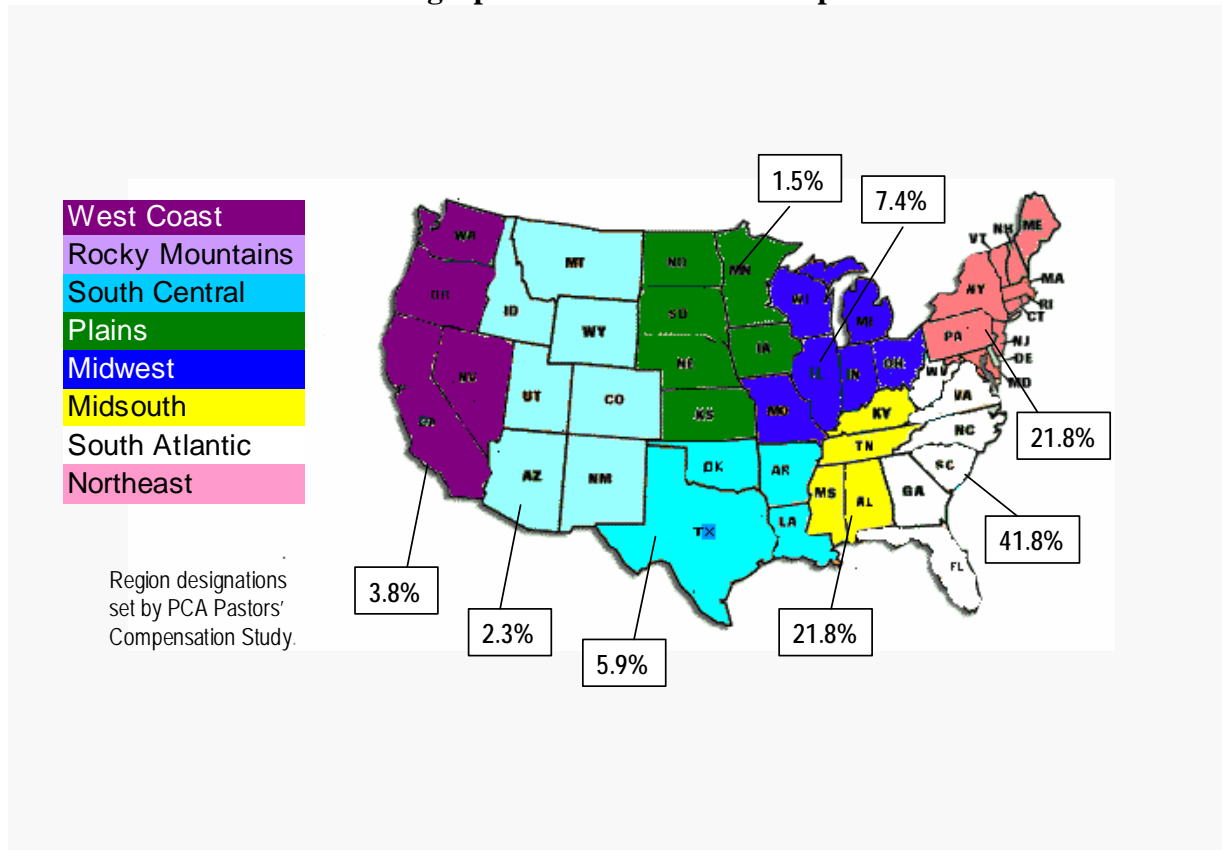 West Coast
Rocky Mountains
South Central
Plains
Midwest
Midsouth
South Atlantic
Northeast
Region designations
set by PCA Pastors'
Compensation Study.
1.5%
7.4%
21.8%
41.8%
21.8%
5.9%
2.3%
3.8%
WA
OR
CA
NV
ID
MT
WY
UT
CO
AZ
NM
ND
SD
NE
KS
MN
IA
OK
TX
AR
LA
WI
MI
IL
IN
OH
MO
KY
TN
MS
AL
GA
FL
SC
NC
VA
WV
PA
NY
VT
NH
ME
MA
RI
CT
NJ
DE
MD